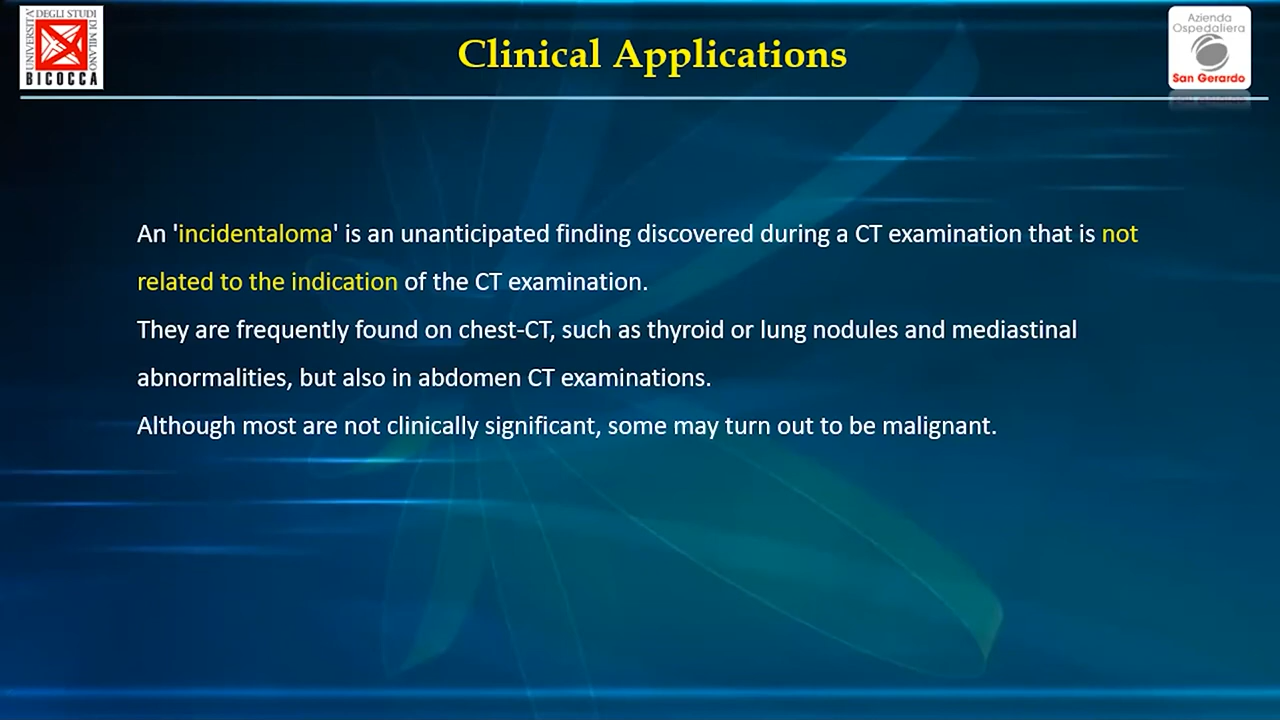 UNIVERSITA' DEGLI STUDI DI MILANO
BICOCCA
Clinical Applications
Azienda
Ospedaliera
San Gerardo
An 'incidentaloma' is an unanticipated finding discovered during a CT examination that is not
related to the indication of the CT examination.
They are frequently found on chest-CT, such as thyroid or lung nodules and mediastinal
abnormalities, but also in abdomen CT examinations.
Although most are not clinically significant, some may turn out to be malignant.